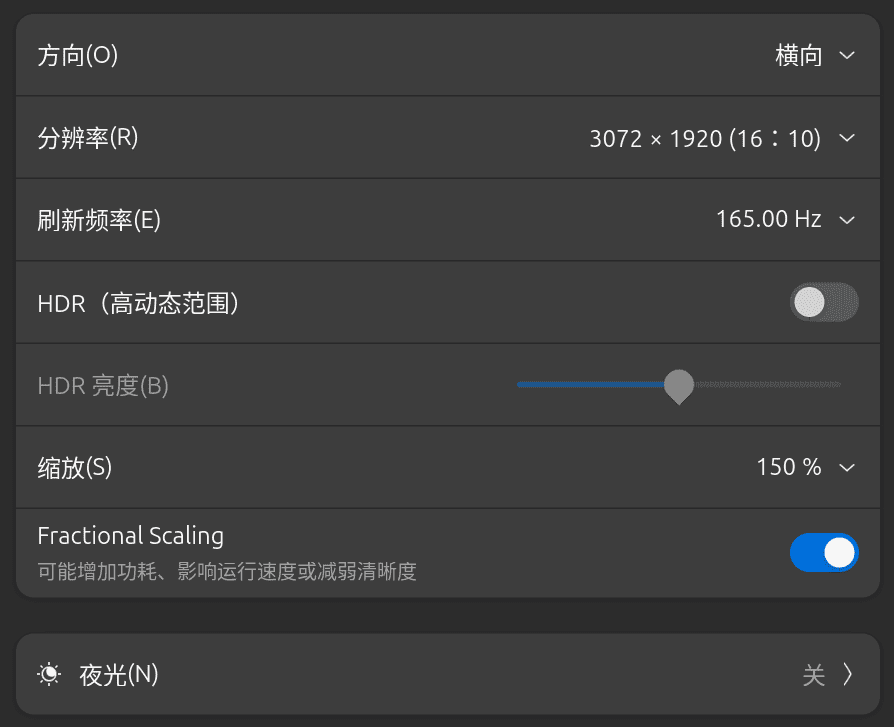 方向(O) 横向
分辨率(R) 3072 × 1920 (16∶10)
刷新频率(E) 165.00 Hz
HDR（高动态范围）
HDR 亮度(B)
缩放(S) 150 %
Fractional Scaling
可能增加功耗、影响运行速度或减弱清晰度
夜光(N) 关